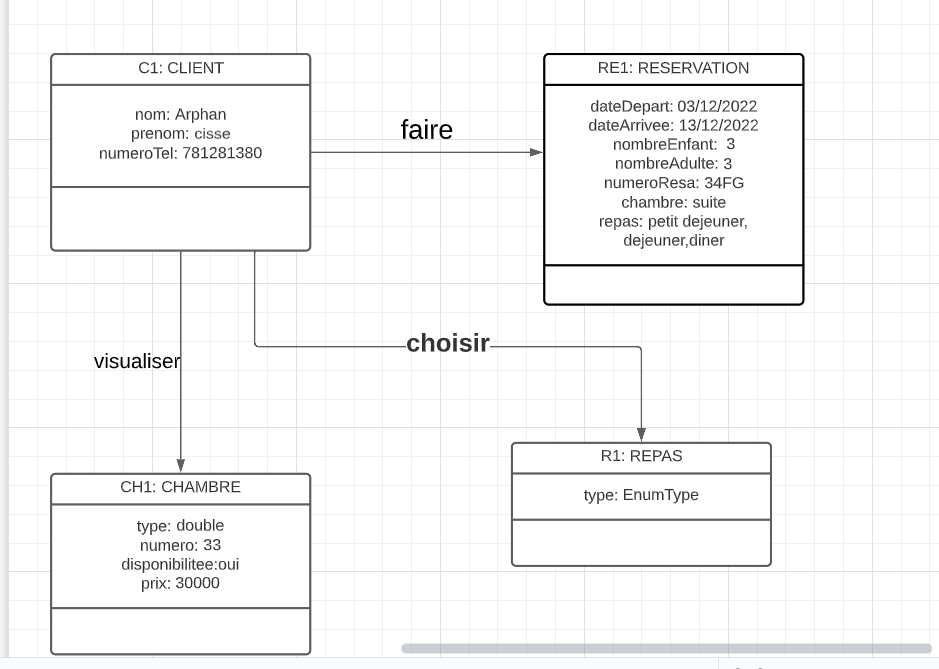 C1: CLIENT
nom: Arphan
prenom: cisse
numeroTel: 781281380
faire
RE1: RESERVATION
dateDepart: 03/12/2022
dateArrivee: 13/12/2022
nombreEnfant: 3
nombreAdulte: 3
numeroResa: 34FG
chambre: suite
repas: petit dejeuner,
dejeuner,diner
choisir
visualiser
R1: REPAS
type: EnumType
CH1: CHAMBRE
type: double
numero: 33
disponibilitee:oui
prix: 30000